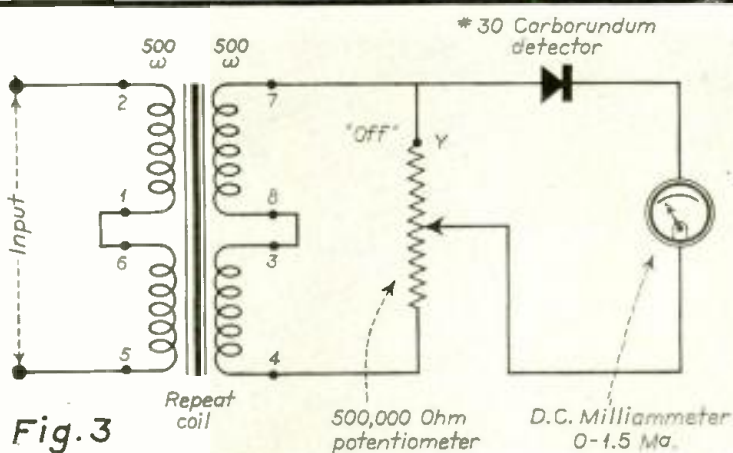 500 ω
500 ω
# 30 Carborundum
detector
2
7
"Off"
Y
Input
1
8
6
3
5
4
Fig. 3
Repeat
coil
500,000 Ohm
potentiometer
D.C. Milliammeter
0-1.5 Ma.